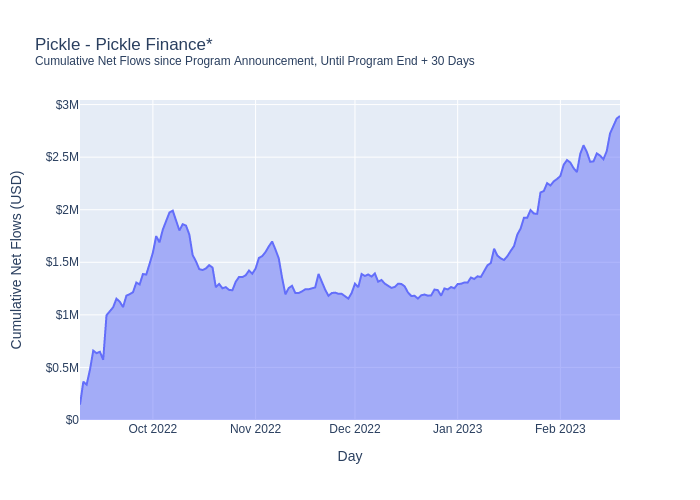 Pickle - Pickle Finance*
Cumulative Net Flows since Program Announcement, Until Program End + 30 Days
Cumulative Net Flows (USD)
$3M
$2.5M
$2M
$1.5M
$1M
$0.5M
$0
Oct 2022 Nov 2022 Dec 2022 Jan 2023 Feb 2023
Day